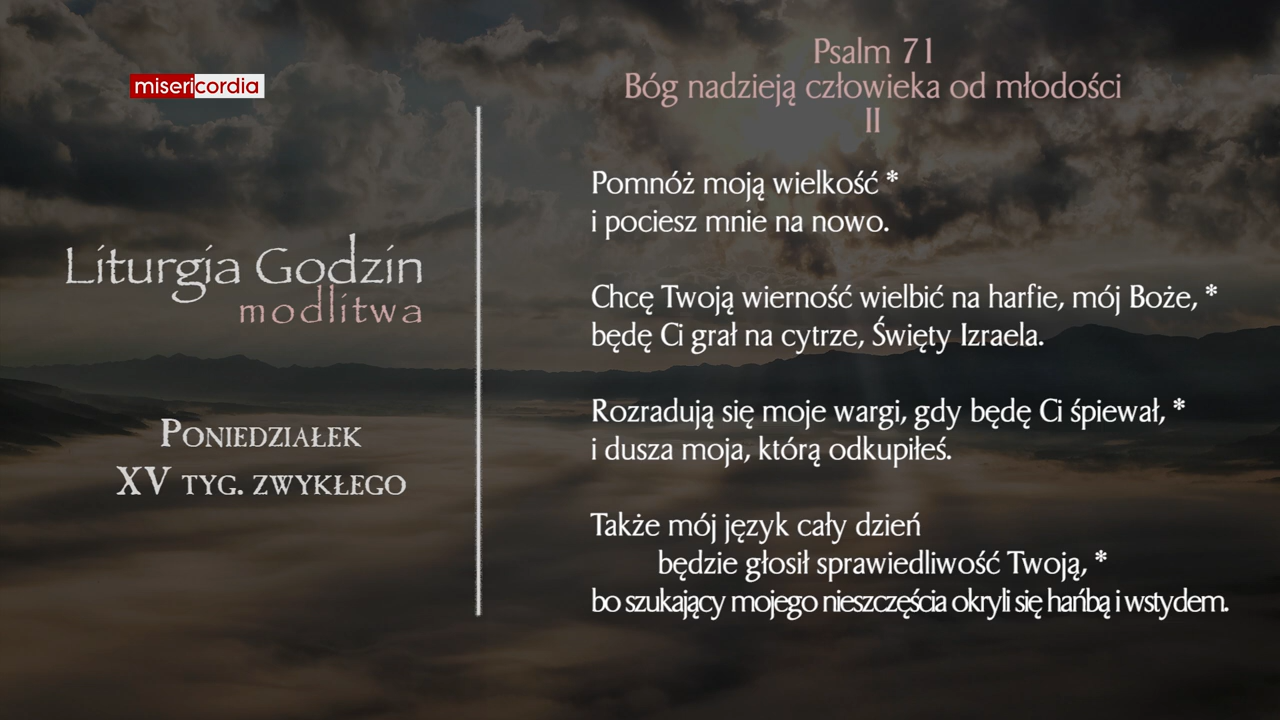 misericordia
Liturgia Godzin
modlitwa
Poniedziałek
XV tyg. zwykłego
Psalm 71
Bóg nadzieją człowieka od młodości
II
Pomnóż moją wielkość *
i pociesz mnie na nowo.
Chcę Twoją wierność wielbić na harfie, mój Boże, *
będę Ci grał na cytrze, Święty Izraela.
Rozradują się moje wargi, gdy będę Ci śpiewał, *
i dusza moja, którą odkupiłeś.
Także mój język cały dzień
będzie głosił sprawiedliwość Twoją, *
bo szukający mojego nieszczęścia okryli się hańbą i wstydem.